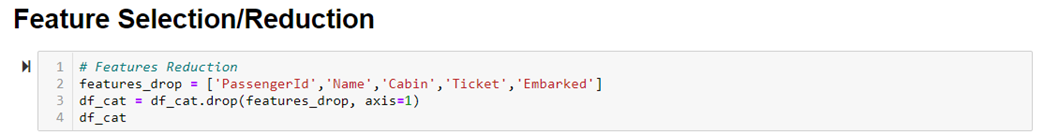 Feature Selection/Reduction
1 # Features Reduction
2 features_drop = ['PassengerId','Name','Cabin','Ticket','Embarked']
3 df_cat = df_cat.drop(features_drop, axis=1)
4 df_cat